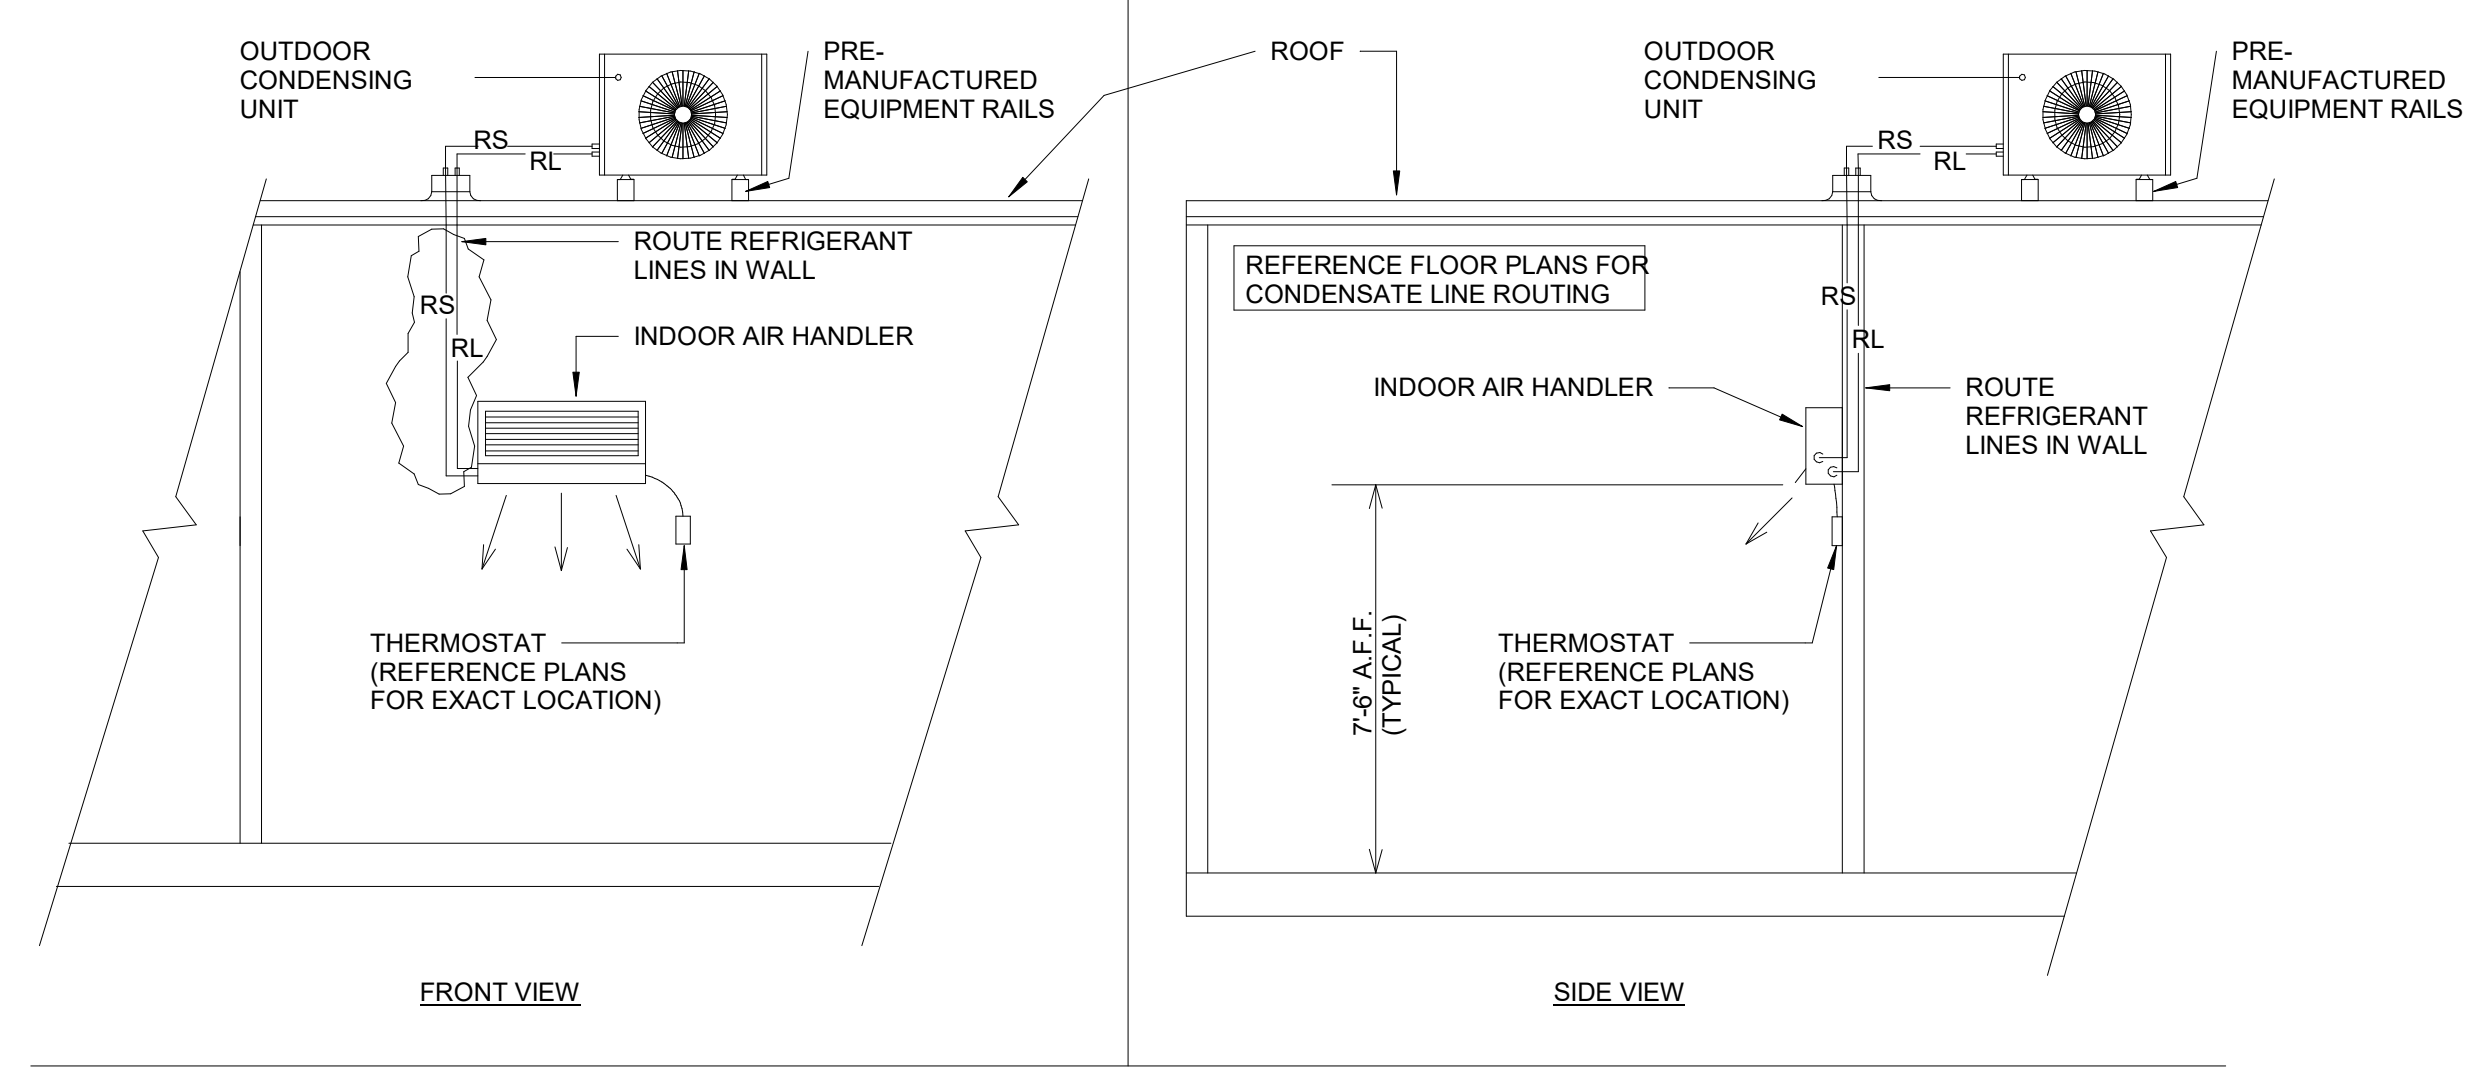 OUTDOOR
CONDENSING
UNIT
PRE-
MANUFACTURED
EQUIPMENT RAILS
RS
RL
ROUTE REFRIGERANT
LINES IN WALL
RS
RL
INDOOR AIR HANDLER
THERMOSTAT
(REFERENCE PLANS
FOR EXACT LOCATION)
FRONT VIEW
ROOF
OUTDOOR
CONDENSING
UNIT
PRE-
MANUFACTURED
EQUIPMENT RAILS
RS
RL
REFERENCE FLOOR PLANS FOR
CONDENSATE LINE ROUTING
RS
RL
INDOOR AIR HANDLER
ROUTE
REFRIGERANT
LINES IN WALL
7'-6" A.F.F.
(TYPICAL)
THERMOSTAT
(REFERENCE PLANS
FOR EXACT LOCATION)
SIDE VIEW